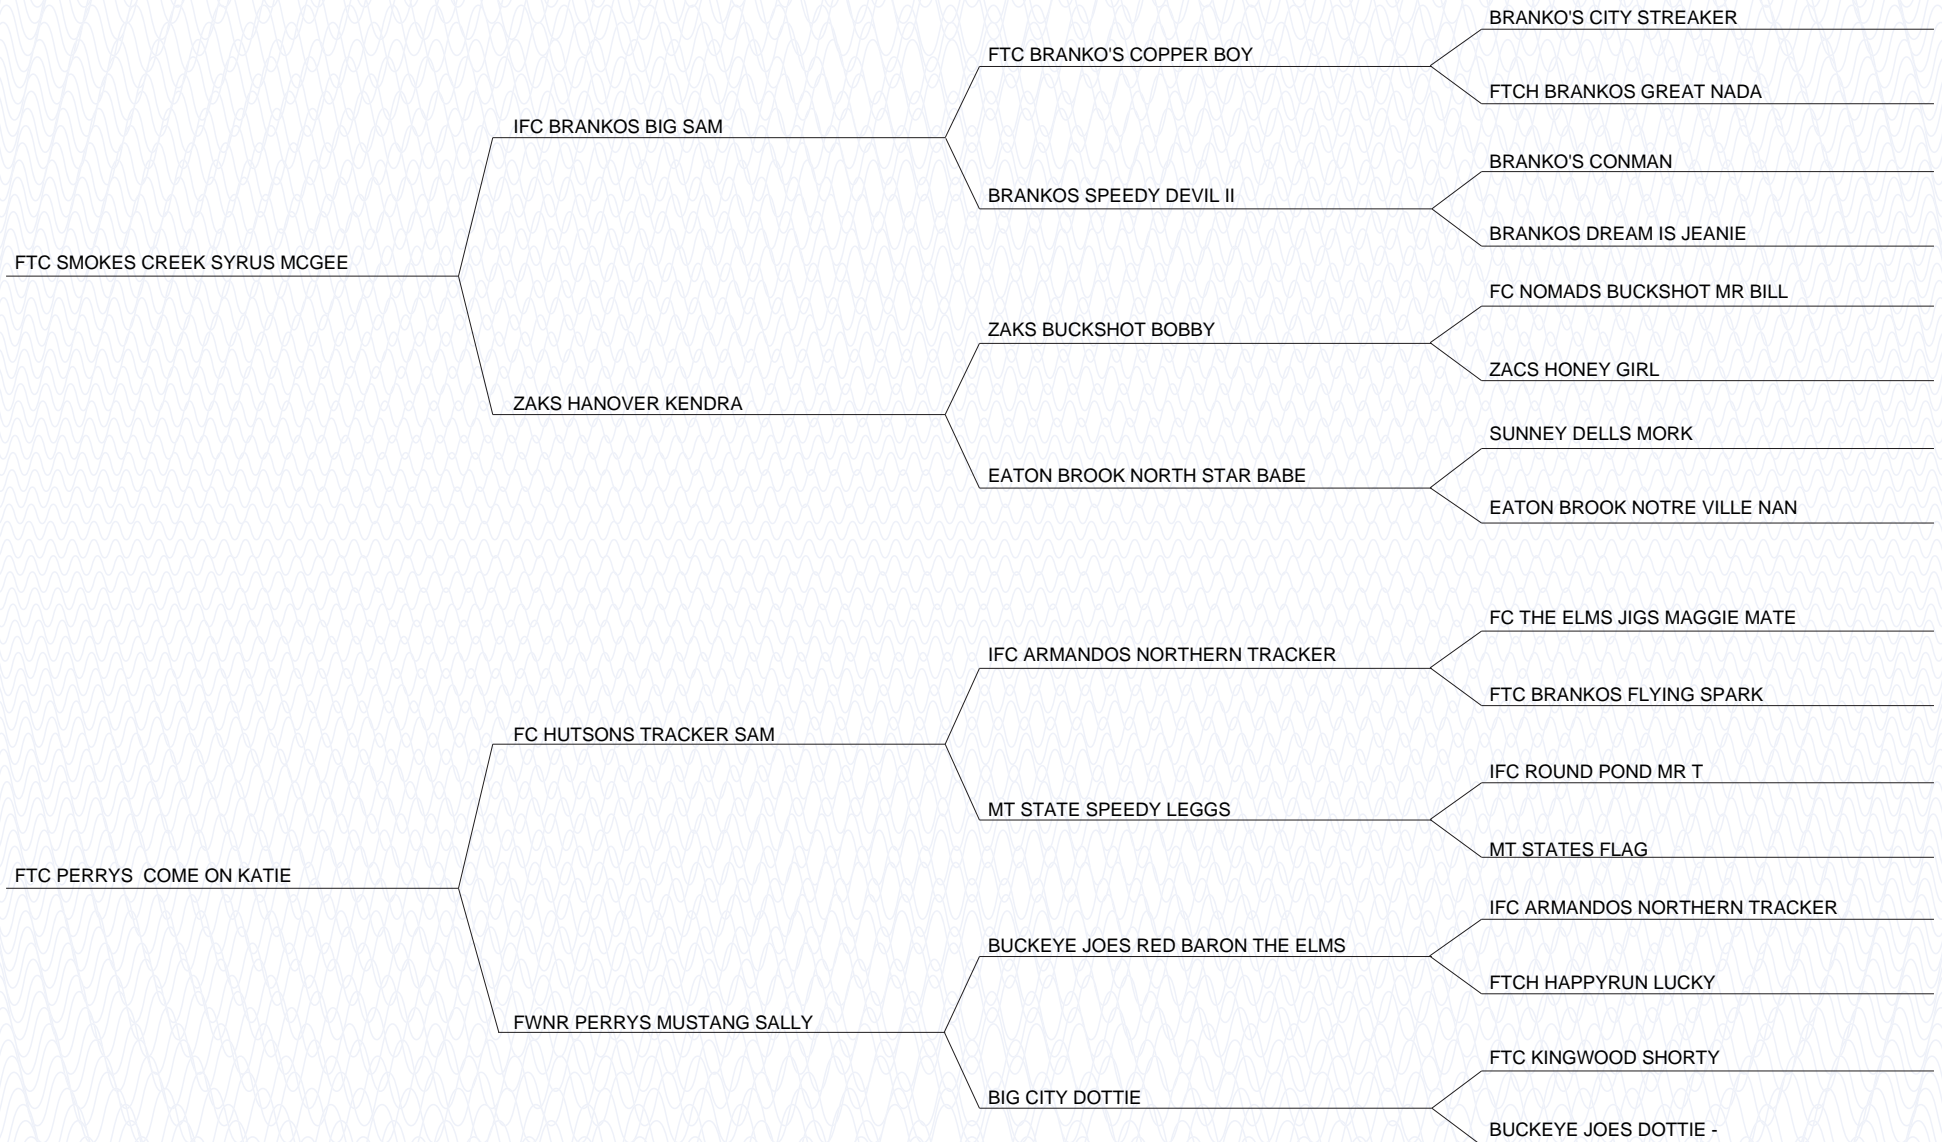 BRANKO'S CITY STREAKER
FTC BRANKO'S COPPER BOY
FTCH BRANKOS GREAT NADA
IFC BRANKOS BIG SAM
BRANKO'S CONMAN
BRANKOS SPEEDY DEVIL II
BRANKOS DREAM IS JEANIE
FTC SMOKES CREEK SYRUS MCGEE
FC NOMADS BUCKSHOT MR BILL
ZAKS BUCKSHOT BOBBY
ZACS HONEY GIRL
ZAKS HANOVER KENDRA
SUNNEY DELLS MORK
EATON BROOK NORTH STAR BABE
EATON BROOK NOTRE VILLE NAN
FC THE ELMS JIGS MAGGIE MATE
IFC ARMANDOS NORTHERN TRACKER
FTC BRANKOS FLYING SPARK
FC HUTSONS TRACKER SAM
IFC ROUND POND MR T
MT STATE SPEEDY LEGGS
MT STATES FLAG
FTC PERRYS  COME ON KATIE
IFC ARMANDOS NORTHERN TRACKER
BUCKEYE JOES RED BARON THE ELMS
FTCH HAPPYRUN LUCKY
FWNR PERRYS MUSTANG SALLY
FTC KINGWOOD SHORTY
BIG CITY DOTTIE
BUCKEYE JOES DOTTIE -